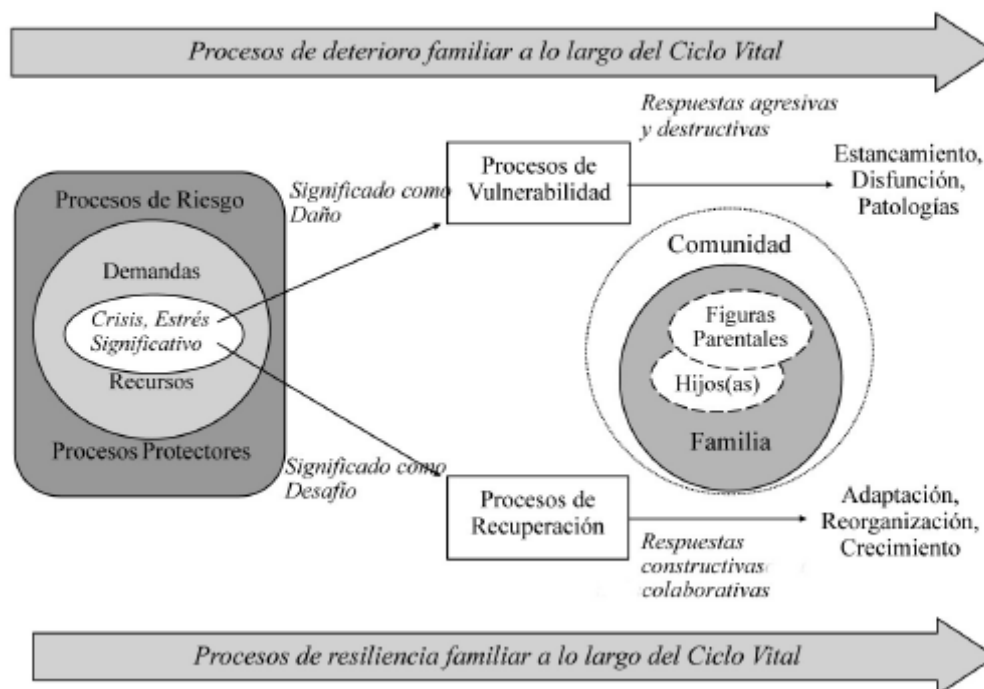 Procesos de deterioro familiar a lo largo del Ciclo Vital
Respuestas agresivas
y destructivas
Procesos de
Vulnerabilidad
Estancamiento,
Disfunción,
Patologías
Significado como
Daño
Procesos de Riesgo
Demandas
Crisis, Estrés
Significativo
Recursos
Procesos Protectores
Comunidad
Figuras
Parentales
Hijos(as)
Familia
Significado como
Desafío
Procesos de
Recuperación
Respuestas
constructivas
colaborativas
Adaptación,
Reorganización,
Crecimiento
Procesos de resiliencia familiar a lo largo del Ciclo Vital